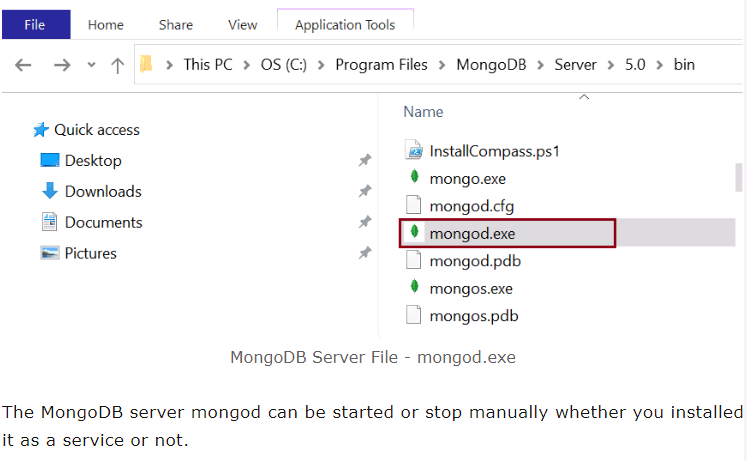 File Home Share View Application Tools
This PC > OS (C:) > Program Files > MongoDB > Server > 5.0 > bin
Name
Quick access
Desktop
Downloads
Documents
Pictures
InstallCompass.ps1
mongo.exe
mongod.cfg
mongod.exe
mongod.pdb
mongos.exe
mongos.pdb
MongoDB Server File - mongod.exe
The MongoDB server mongod can be started or stop manually whether you installed
it as a service or not.